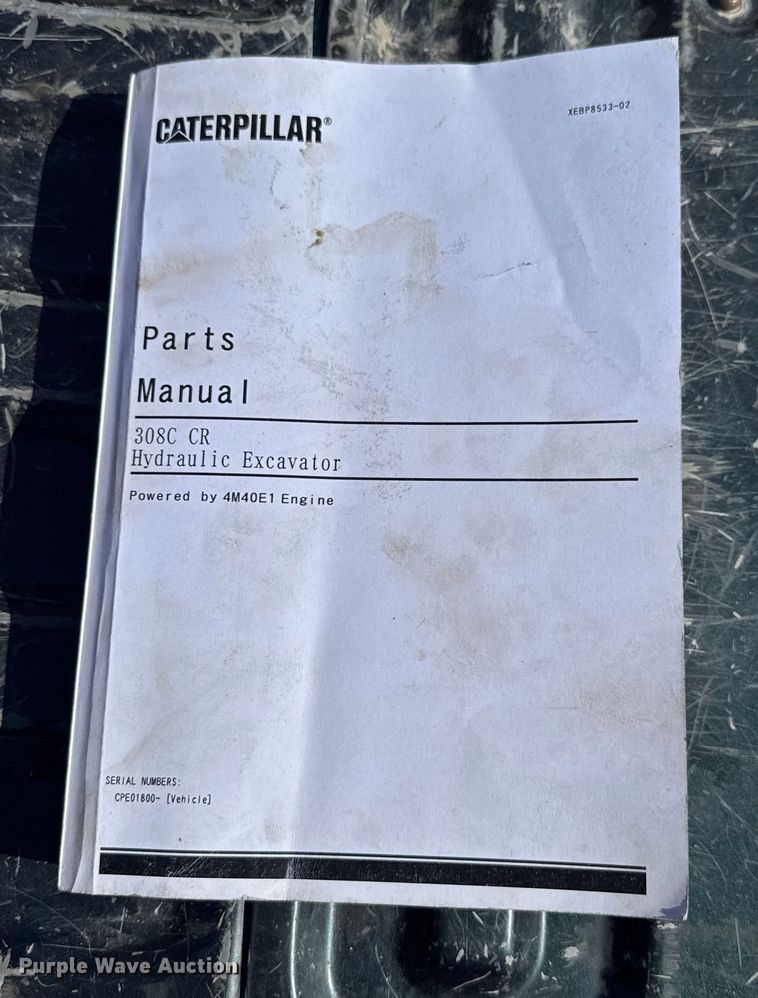 CATERPILLAR®
XEBP8533-02
Parts
Manual
308C CR
Hydraulic Excavator
Powered by 4M40E1 Engine
SERIAL NUMBERS:
CPE01800- [Vehicle]
Purple Wave Auction